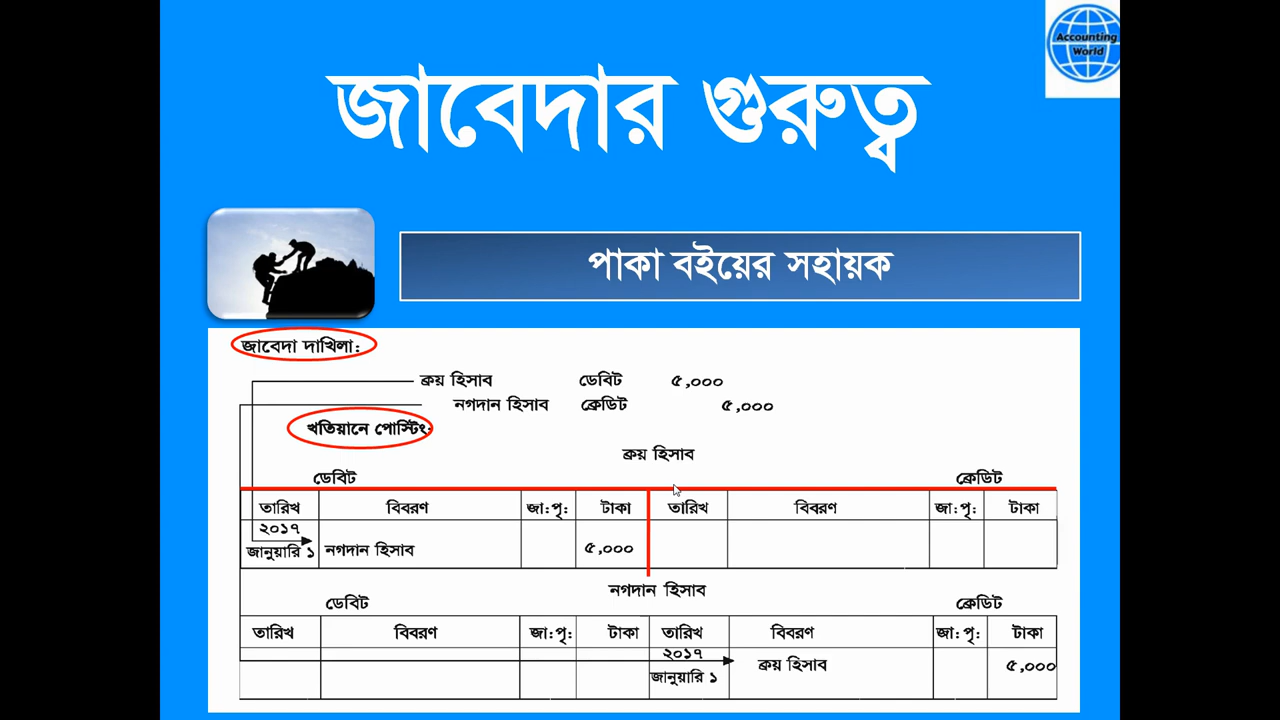 Accounting
World
জাবেদার গুরুত্ব
পাকা বইয়ের সহায়ক
জাবেদা দাখিলা:
ক্রয় হিসাব ডেবিট ৫,০০০
নগদান হিসাব ক্রেডিট ৫,০০০
খতিয়ানে পোস্টিং:
ক্রয় হিসাব
ডেবিট ক্রেডিট
তারিখ বিবরণ জা:পৃ: টাকা তারিখ বিবরণ জা:পৃ: টাকা
২০১৭
জানুয়ারি ১ নগদান হিসাব ৫,০০০
নগদান হিসাব
ডেবিট ক্রেডিট
তারিখ বিবরণ জা:পৃ: টাকা তারিখ বিবরণ জা:পৃ: টাকা
২০১৭
জানুয়ারি ১ ক্রয় হিসাব ৫,০০০